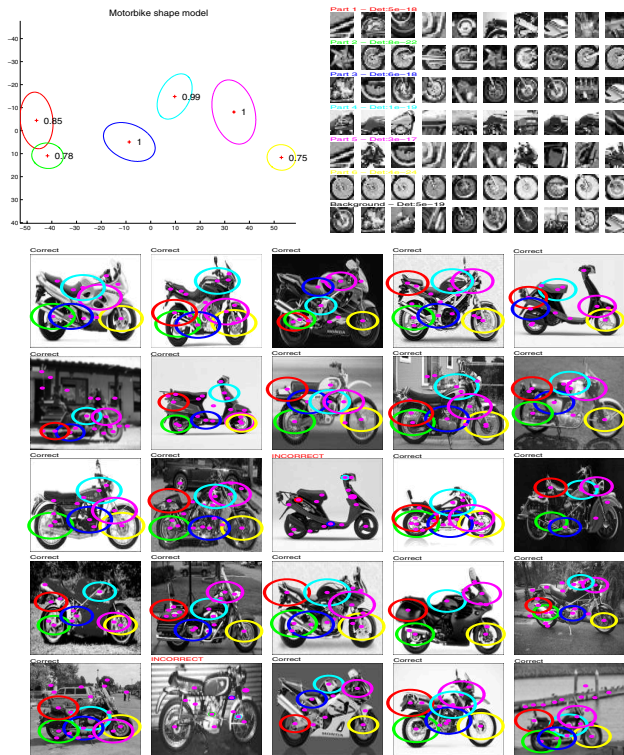 Motorbike shape model
Part 1 − Det:5e−18
Part 2 − Det:8e−22
Part 3 − Det:6e−18
Part 4 − Det:1e−19
Part 5 − Det:3e−17
Background − Det:5e−19
−40
−30
−20
−10
0
10
20
30
40
0.99
1
0.85
1
0.78
0.75
−50 −40 −30 −20 −10 0 10 20 30 40 50
Correct Correct Correct Correct Correct
HONDA
Correct Correct Correct Correct Correct
Correct Correct INCORRECT Correct Correct
Correct Correct Correct Correct Correct
Correct INCORRECT Correct Correct Correct